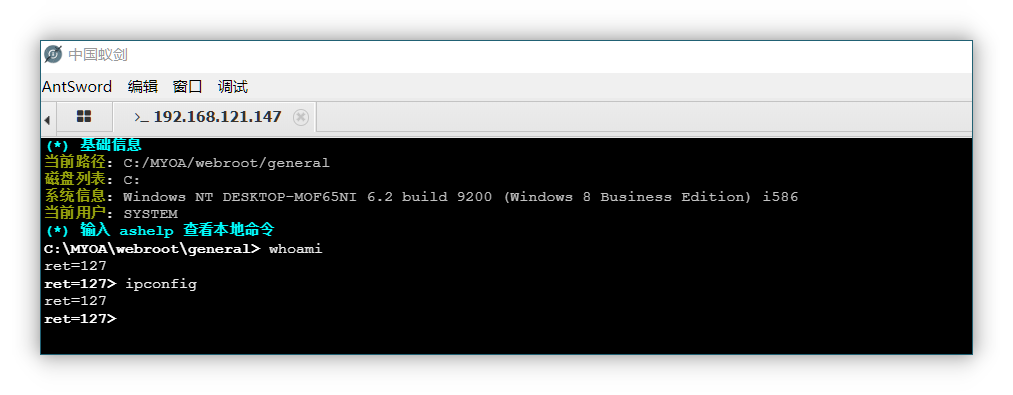 中国蚁剑
AntSword 编辑 窗口 调试
>_ 192.168.121.147
(*) 基础信息
当前路径: C:/MYOA/webroot/general
磁盘列表: C:
系统信息: Windows NT DESKTOP-MOF65NI 6.2 build 9200 (Windows 8 Business Edition) i586
当前用户: SYSTEM
(*) 输入 ashelp 查看本地命令
C:\MYOA\webroot\general> whoami
ret=127
ret=127> ipconfig
ret=127
ret=127>